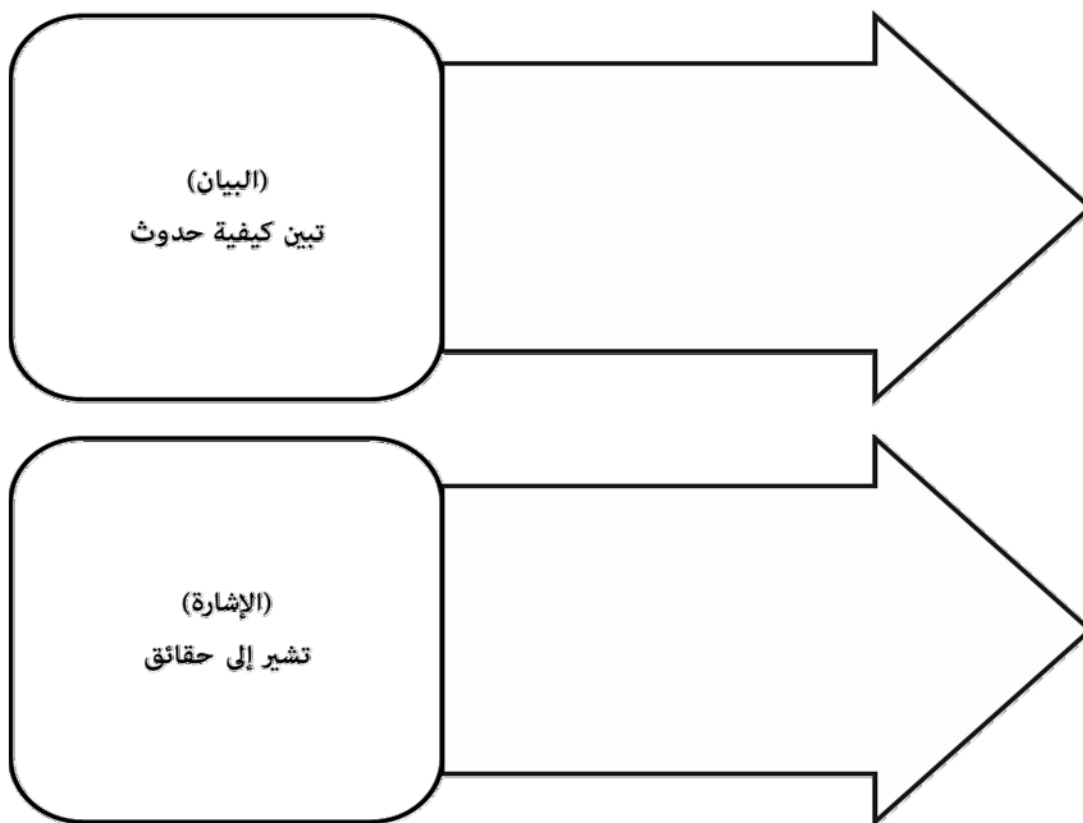 (البيان)
تبين كيفية حدوث
(الإشارة)
تشير إلى حقائق